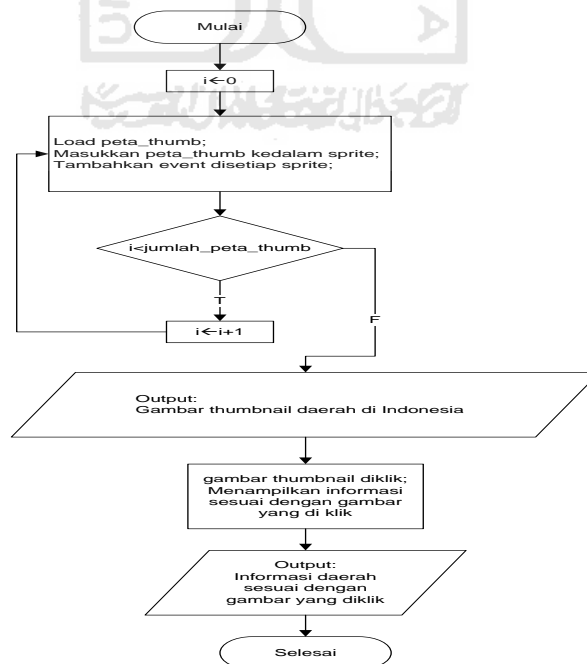 Mulai
i←0
Load peta_thumb;
Masukkan peta_thumb kedalam sprite;
Tambahkan event disetiap sprite;
i<jumlah_peta_thumb
T
F
i←i+1
Output:
Gambar thumbnail daerah di Indonesia
gambar thumbnail diklik;
Menampilkan informasi
sesuai dengan gambar
yang di klik
Output:
Informasi daerah
sesuai dengan
gambar yang diklik
Selesai